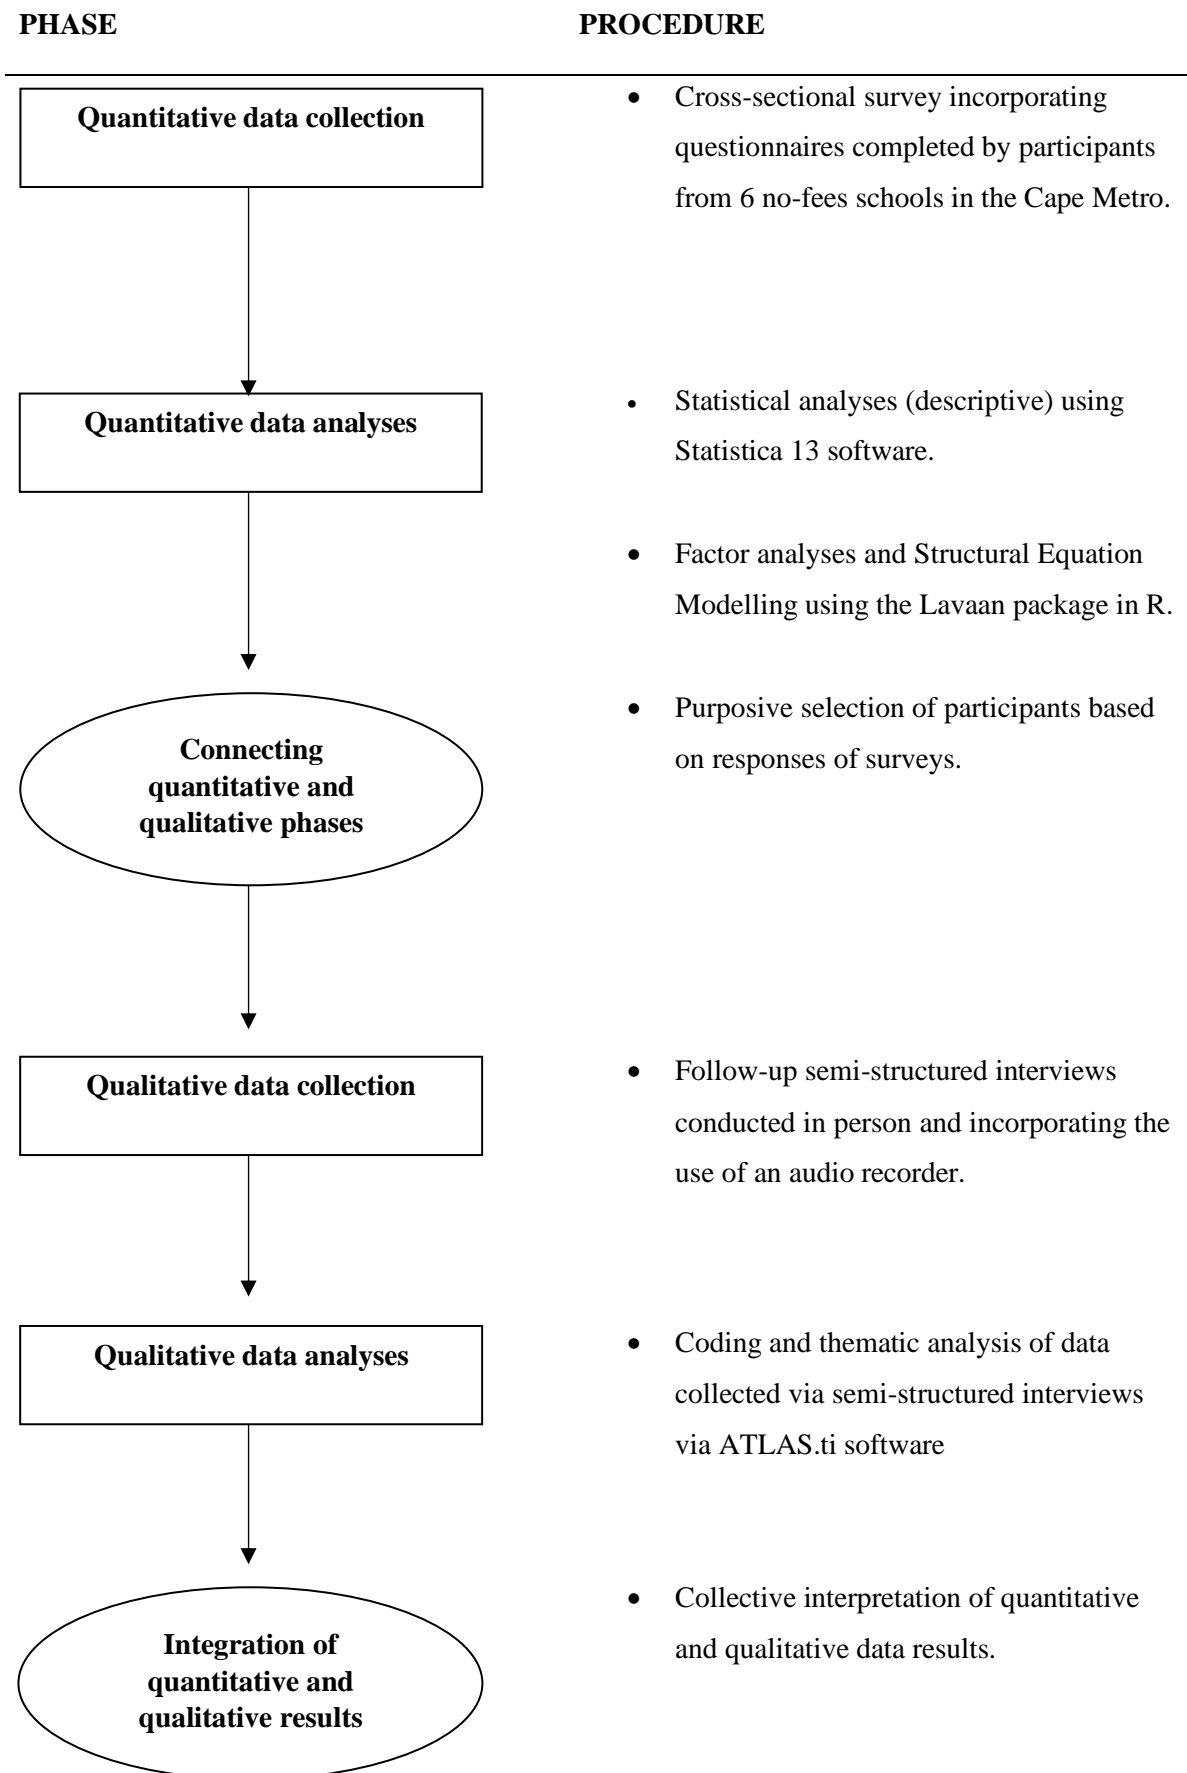 PHASE PROCEDURE
Quantitative data collection
• Cross-sectional survey incorporating
questionnaires completed by participants
from 6 no-fees schools in the Cape Metro.
Quantitative data analyses
• Statistical analyses (descriptive) using
Statistica 13 software.
• Factor analyses and Structural Equation
Modelling using the Lavaan package in R.
Connecting
quantitative and
qualitative phases
• Purposive selection of participants based
on responses of surveys.
Qualitative data collection
• Follow-up semi-structured interviews
conducted in person and incorporating the
use of an audio recorder.
Qualitative data analyses
• Coding and thematic analysis of data
collected via semi-structured interviews
via ATLAS.ti software
Integration of
quantitative and
qualitative results
• Collective interpretation of quantitative
and qualitative data results.